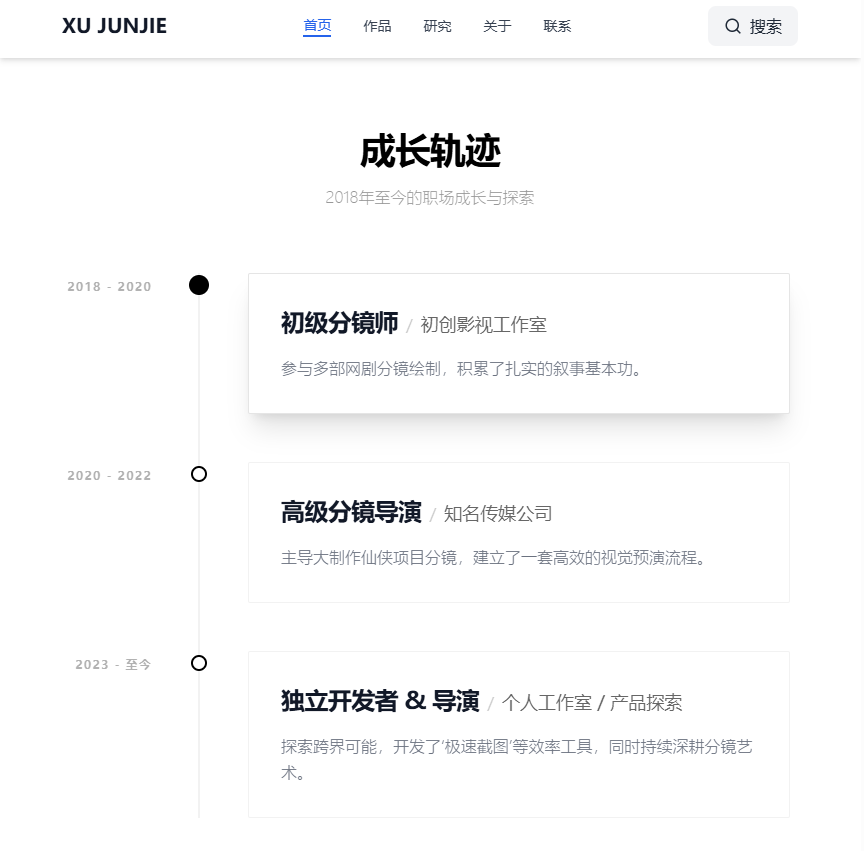 XU JUNJIE
首页 作品 研究 关于 联系
搜索
成长轨迹
2018年至今的职场成长与探索
2018 - 2020
初级分镜师 / 初创影视工作室
参与多部网剧分镜绘制，积累了扎实的叙事基本功。
2020 - 2022
高级分镜导演 / 知名传媒公司
主导大制作仙侠项目分镜，建立了一套高效的视觉预演流程。
2023 - 至今
独立开发者 & 导演 / 个人工作室 / 产品探索
探索跨界可能，开发了'极速截图'等效率工具，同时持续深耕分镜艺
术。